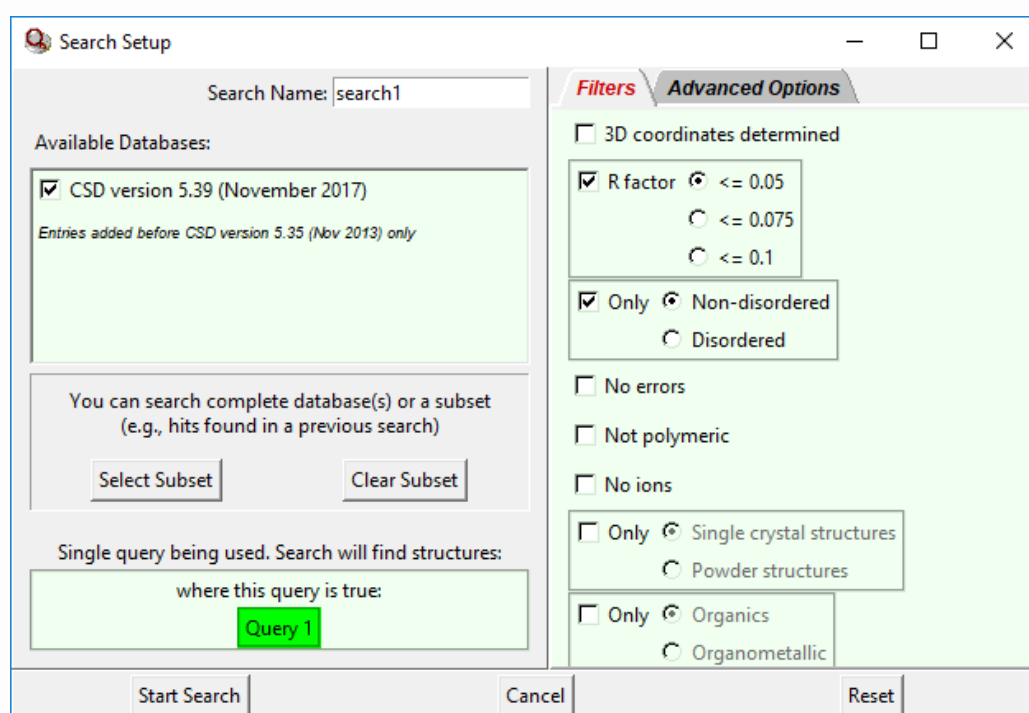 Search Setup
Search Name: search1
Available Databases:
CSD version 5.39 (November 2017)
Entries added before CSD version 5.35 (Nov 2013) only
You can search complete database(s) or a subset
(e.g., hits found in a previous search)
Select Subset
Clear Subset
Single query being used. Search will find structures:
where this query is true:
Query 1
Filters
Advanced Options
3D coordinates determined
R factor <= 0.05
<= 0.075
<= 0.1
Only Non-disordered
Disordered
No errors
Not polymeric
No ions
Only Single crystal structures
Powder structures
Only Organics
Organometallic
Start Search
Cancel
Reset